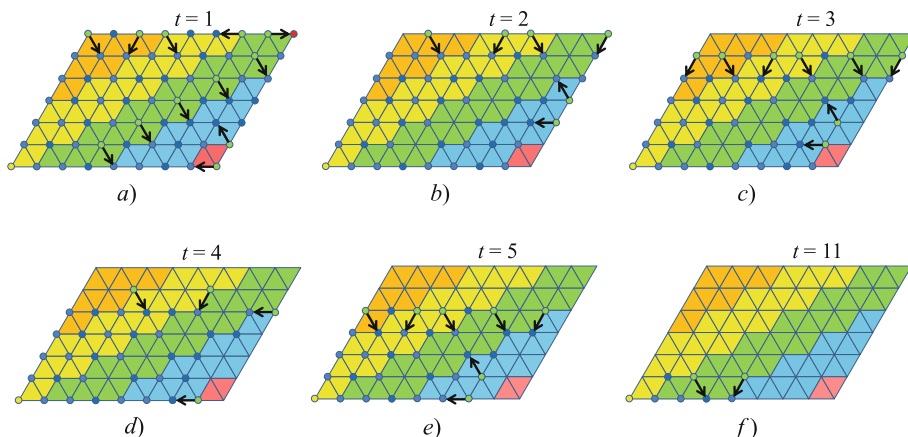 t = 1
t = 2
t = 3
a)
b)
c)
t = 4
t = 5
t = 11
d)
e)
f)